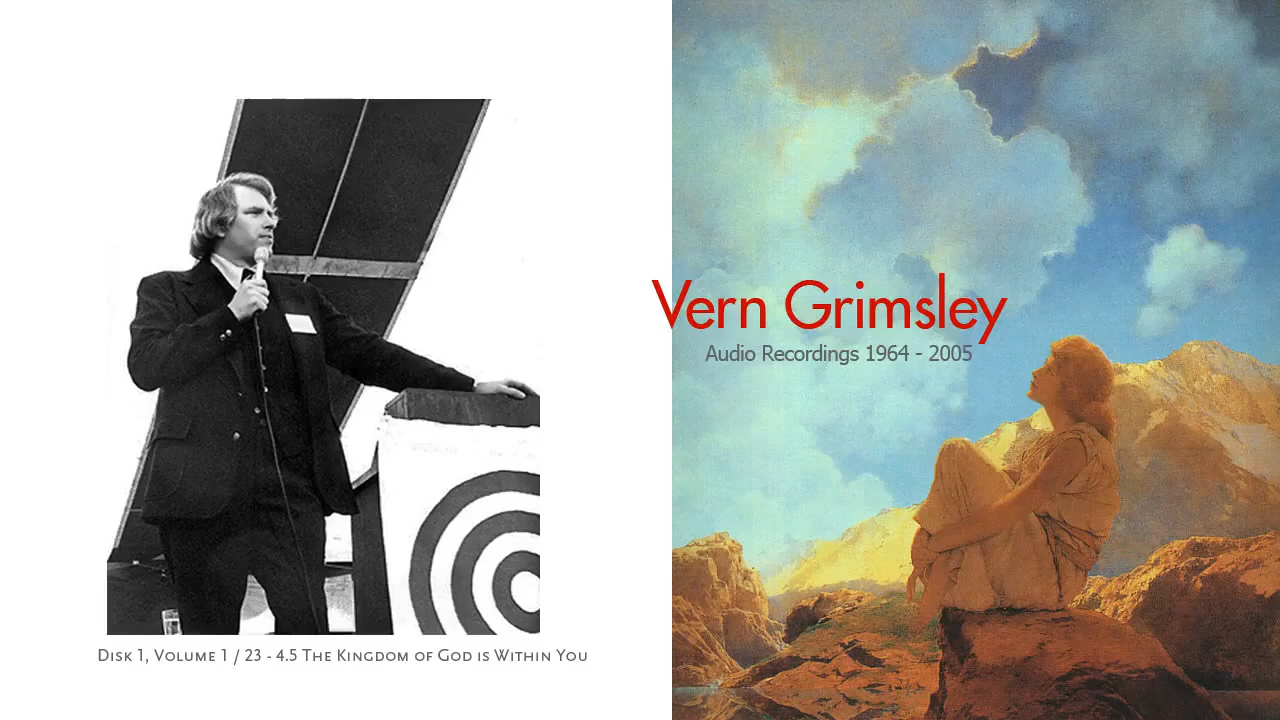 Vern Grimsley
Audio Recordings 1964 - 2005
Disk 1, Volume 1 / 23 - 4.5 The Kingdom of God is Within You